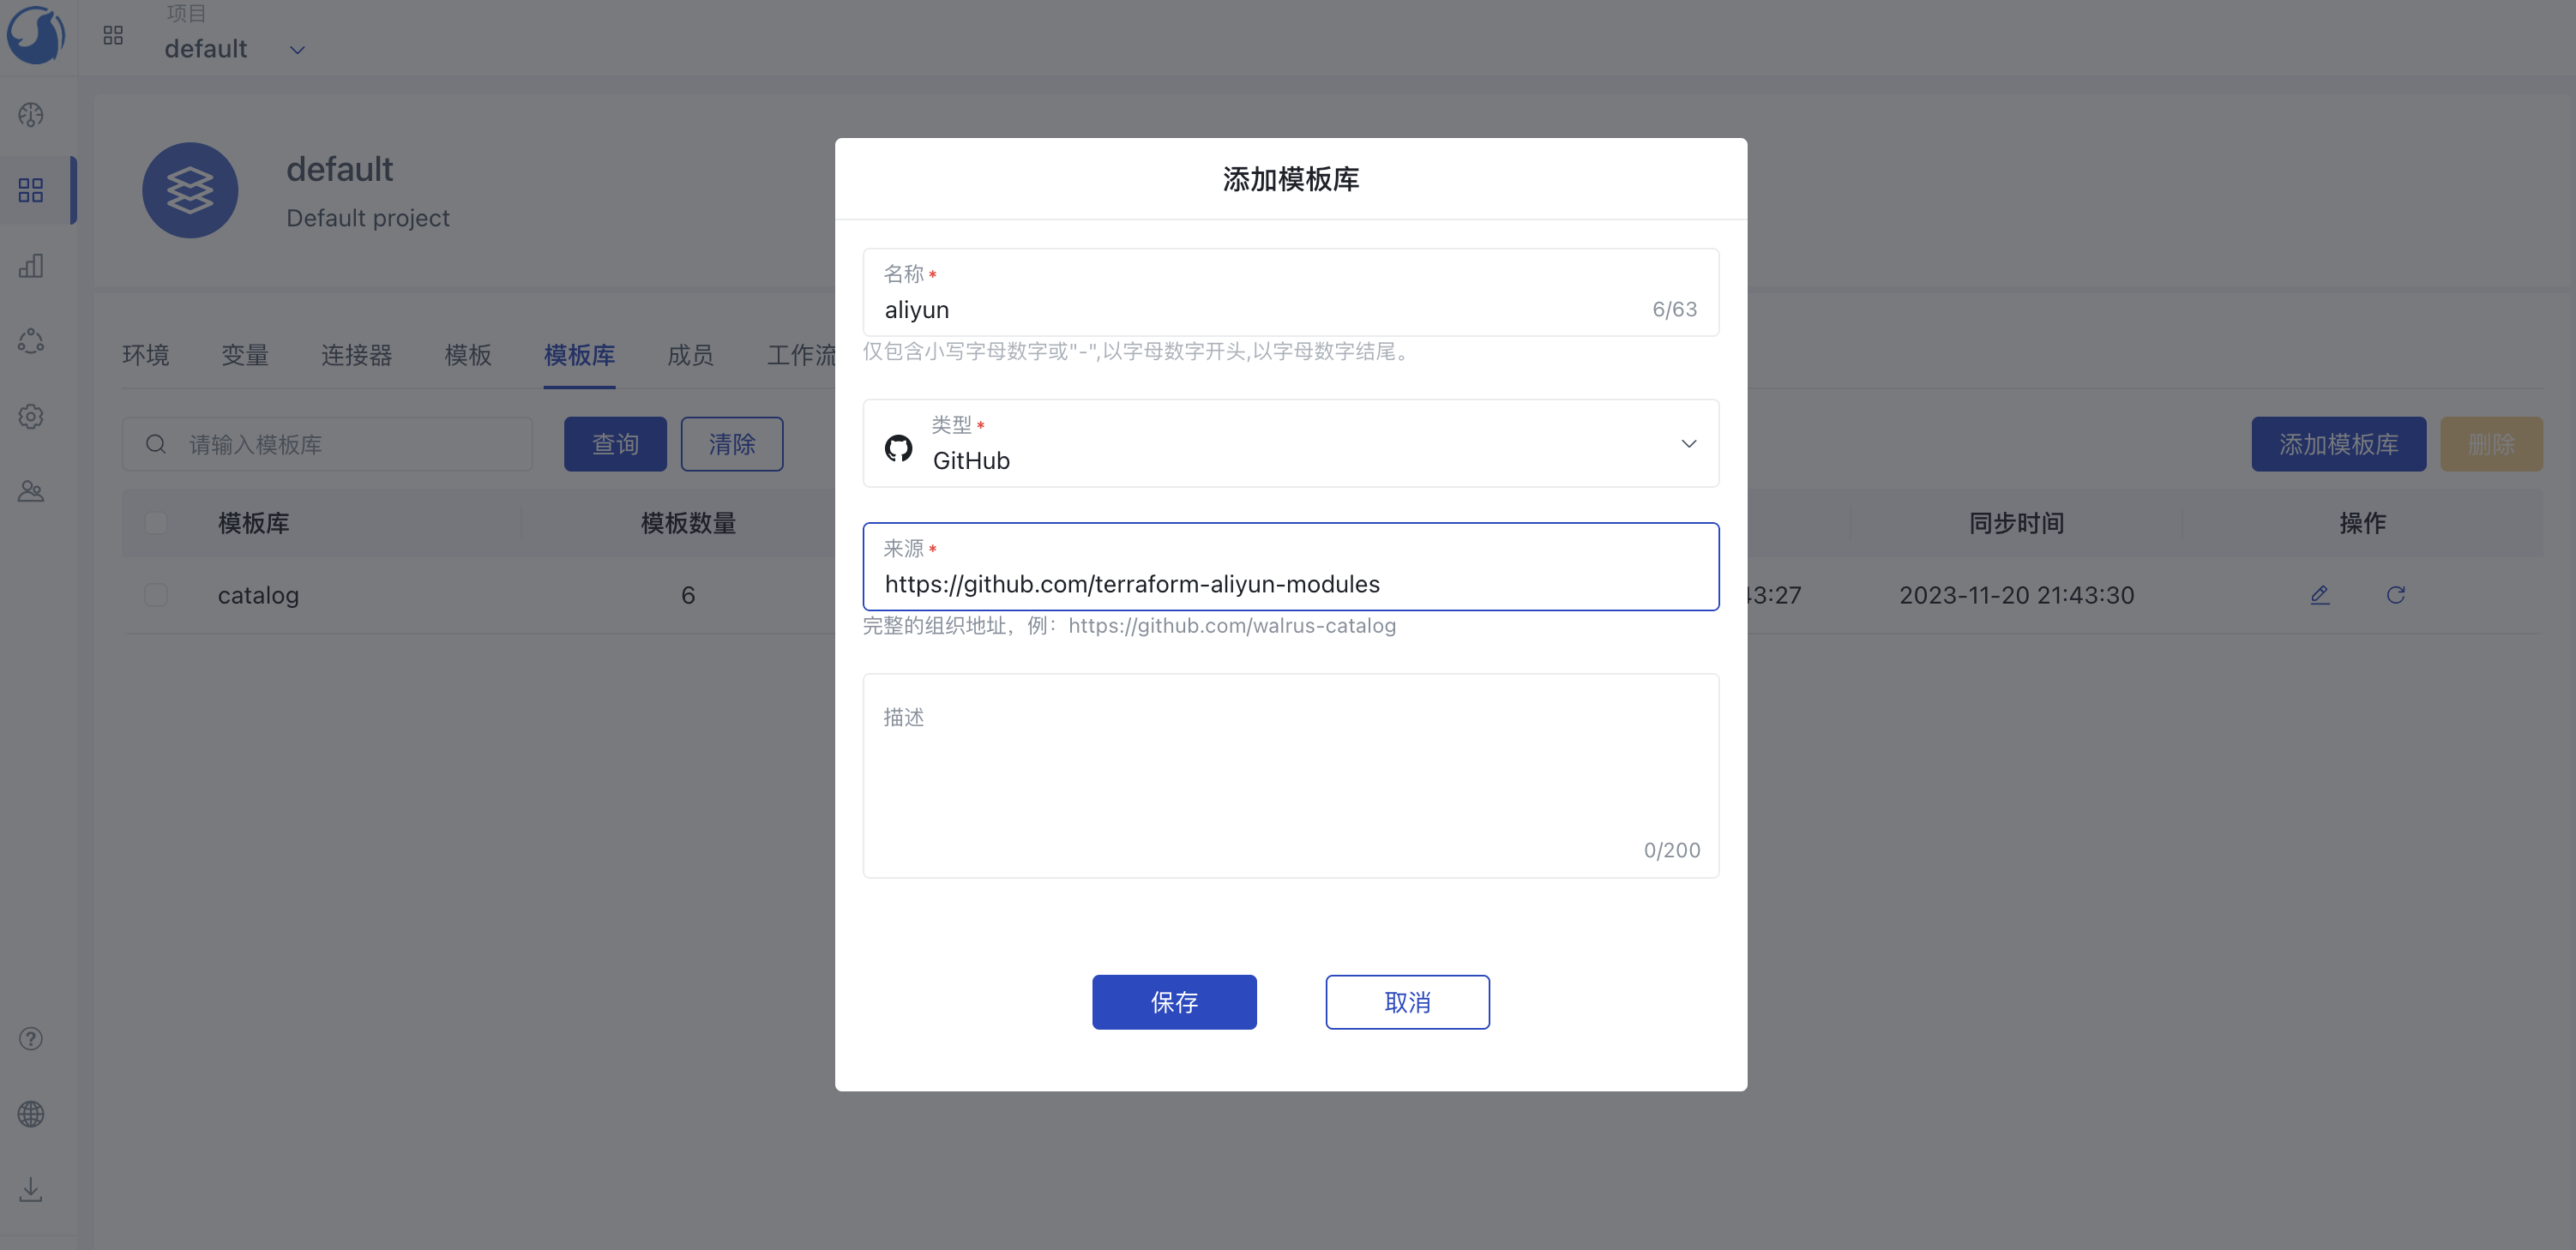 项目
default
default
Default project
环境 变量 连接器 模板 模板库 成员 工作流
请输入模板库 查询 清除 添加模板库 删除
模板库 模板数量 同步时间 操作
catalog 6 43:27 2023-11-20 21:43:30
添加模板库
名称 *
aliyun 6/63
仅包含小写字母数字或"-",以字母数字开头,以字母数字结尾。
类型 *
GitHub
来源 *
https://github.com/terraform-aliyun-modules
完整的组织地址，例：https://github.com/walrus-catalog
描述
0/200
保存 取消